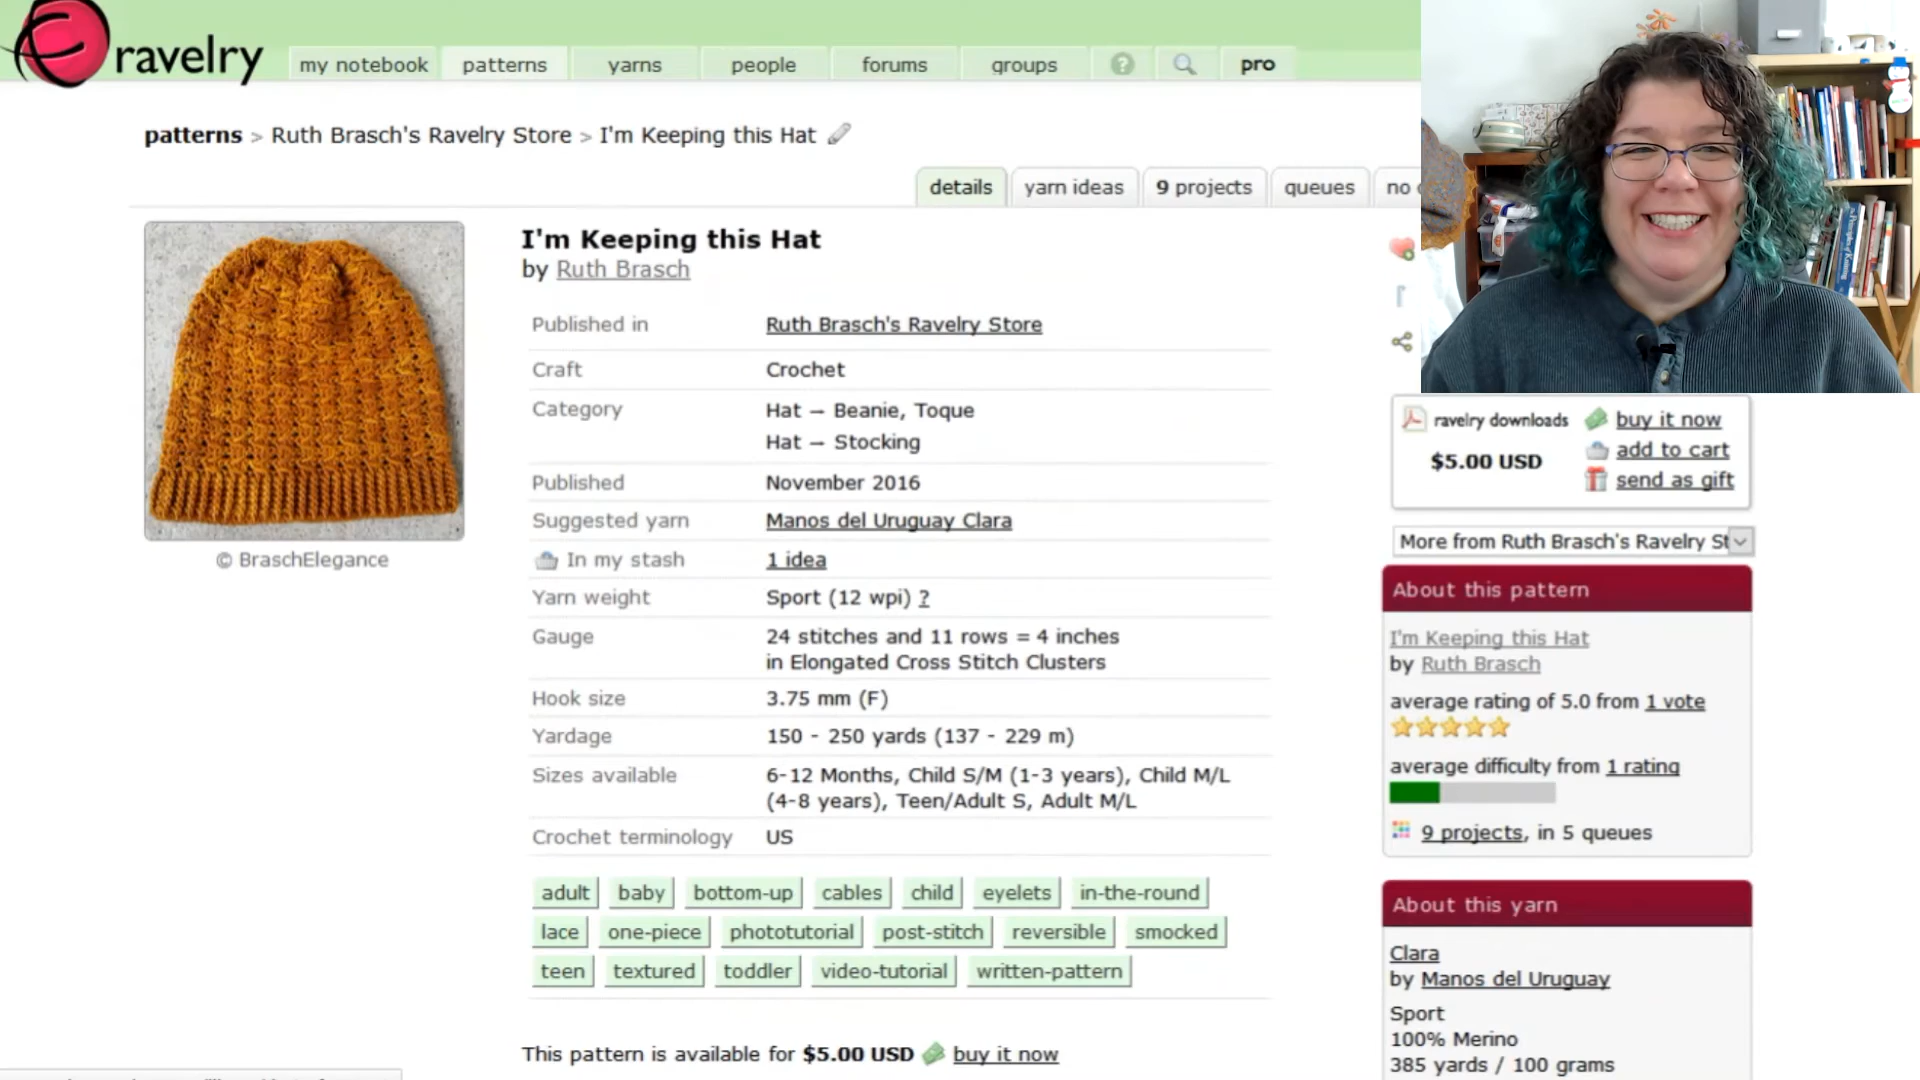 ravelry
my notebook
patterns
yarns
people
forums
groups
?
pro
patterns > Ruth Brasch's Ravelry Store > I'm Keeping this Hat
details
yarn ideas
9 projects
queues
no
I'm Keeping this Hat
by Ruth Brasch
© BraschElegance
Published in Ruth Brasch's Ravelry Store
Craft Crochet
Category Hat → Beanie, Toque
Hat → Stocking
Published November 2016
Suggested yarn Manos del Uruguay Clara
In my stash 1 idea
Yarn weight Sport (12 wpi) ?
Gauge 24 stitches and 11 rows = 4 inches
in Elongated Cross Stitch Clusters
Hook size 3.75 mm (F)
Yardage 150 - 250 yards (137 - 229 m)
Sizes available 6-12 Months, Child S/M (1-3 years), Child M/L
(4-8 years), Teen/Adult S, Adult M/L
Crochet terminology US
adult baby bottom-up cables child eyelets in-the-round
lace one-piece phototutorial post-stitch reversible smocked
teen textured toddler video-tutorial written-pattern
This pattern is available for $5.00 USD buy it now
ravelry downloads
$5.00 USD
buy it now
add to cart
send as gift
More from Ruth Brasch's Ravelry St
About this pattern
I'm Keeping this Hat
by Ruth Brasch
average rating of 5.0 from 1 vote
average difficulty from 1 rating
9 projects, in 5 queues
About this yarn
Clara
by Manos del Uruguay
Sport
100% Merino
385 yards / 100 grams